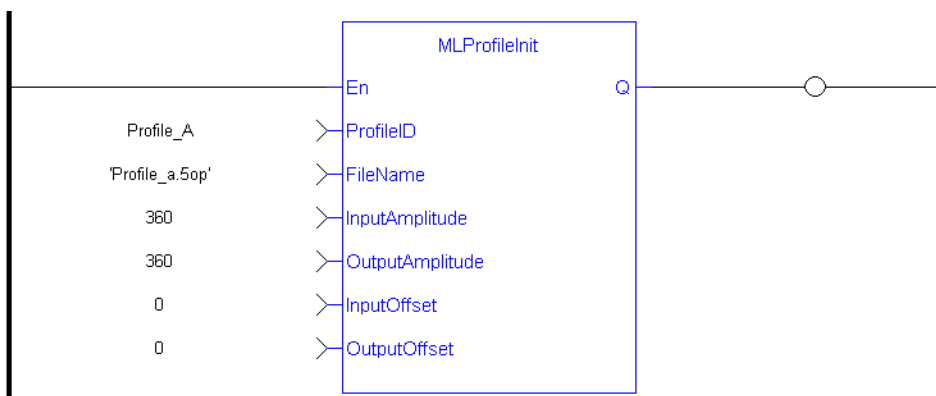 MLProfileInit
En Q
Profile_A ProfileID
'Profile_a.5op' FileName
360 InputAmplitude
360 OutputAmplitude
0 InputOffset
0 OutputOffset